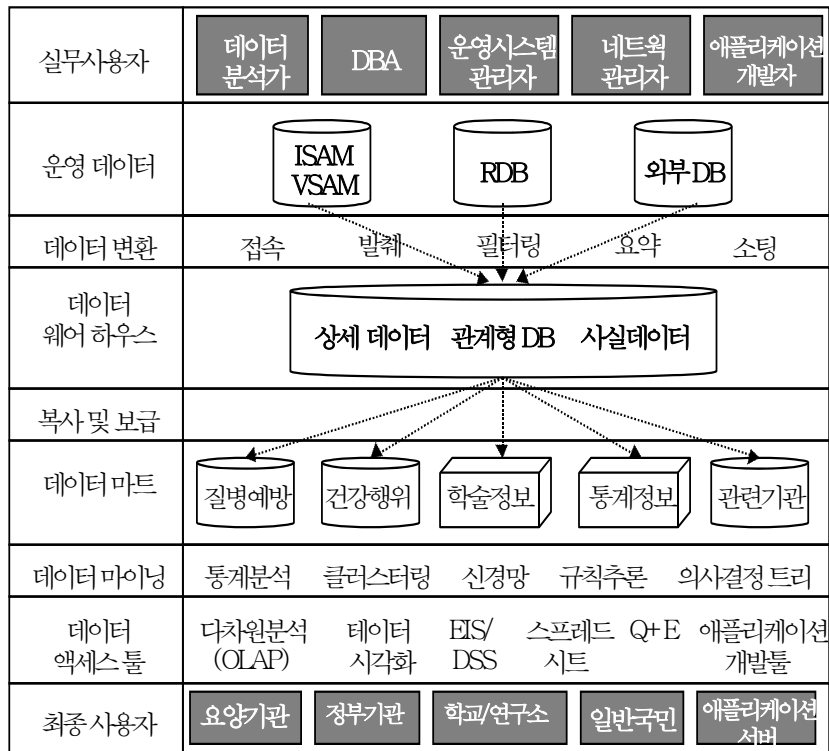 실무사용자
데이터
분석가
DBA
운영시스템
관리자
네트웍
관리자
애플리케이션
개발자
운영 데이터
ISAM
VSAM
RDB
외부 DB
데이터 변환
접속 발췌 필터링 요약 소팅
데이터
웨어 하우스
상세 데이터 관계형 DB 사실데이터
복사 및 보급
데이터 마트
질병예방 건강행위 학술정보 통계정보 관련기관
데이터 마이닝
통계분석 클러스터링 신경망 규칙추론 의사결정 트리
데이터
액세스 툴
다차원분석
(OLAP)
테이터
시각화
EIS/
DSS
스프레드
시트
Q+E
애플리케이션
개발툴
최종 사용자
요양기관
정부기관
학교/연구소
일반국민
애플리케이션
서버